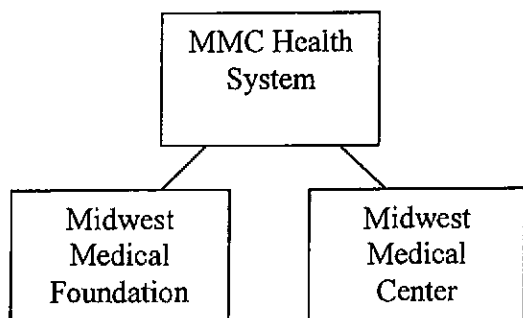 MMC Health
System
Midwest
Medical
Foundation
Midwest
Medical
Center